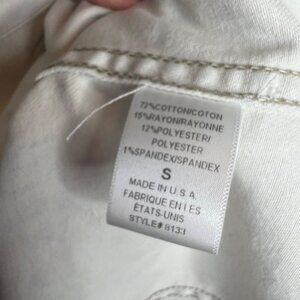 72%COTTON/COTON
15%RAYON/RAYONNE
12%POLYESTER/
POLYESTER
1%SPANDEX/SPANDEX
S
MADE IN U.S.A.
FABRIQUE EN LES
ÉTATS-UNIS
STYLE# 8133